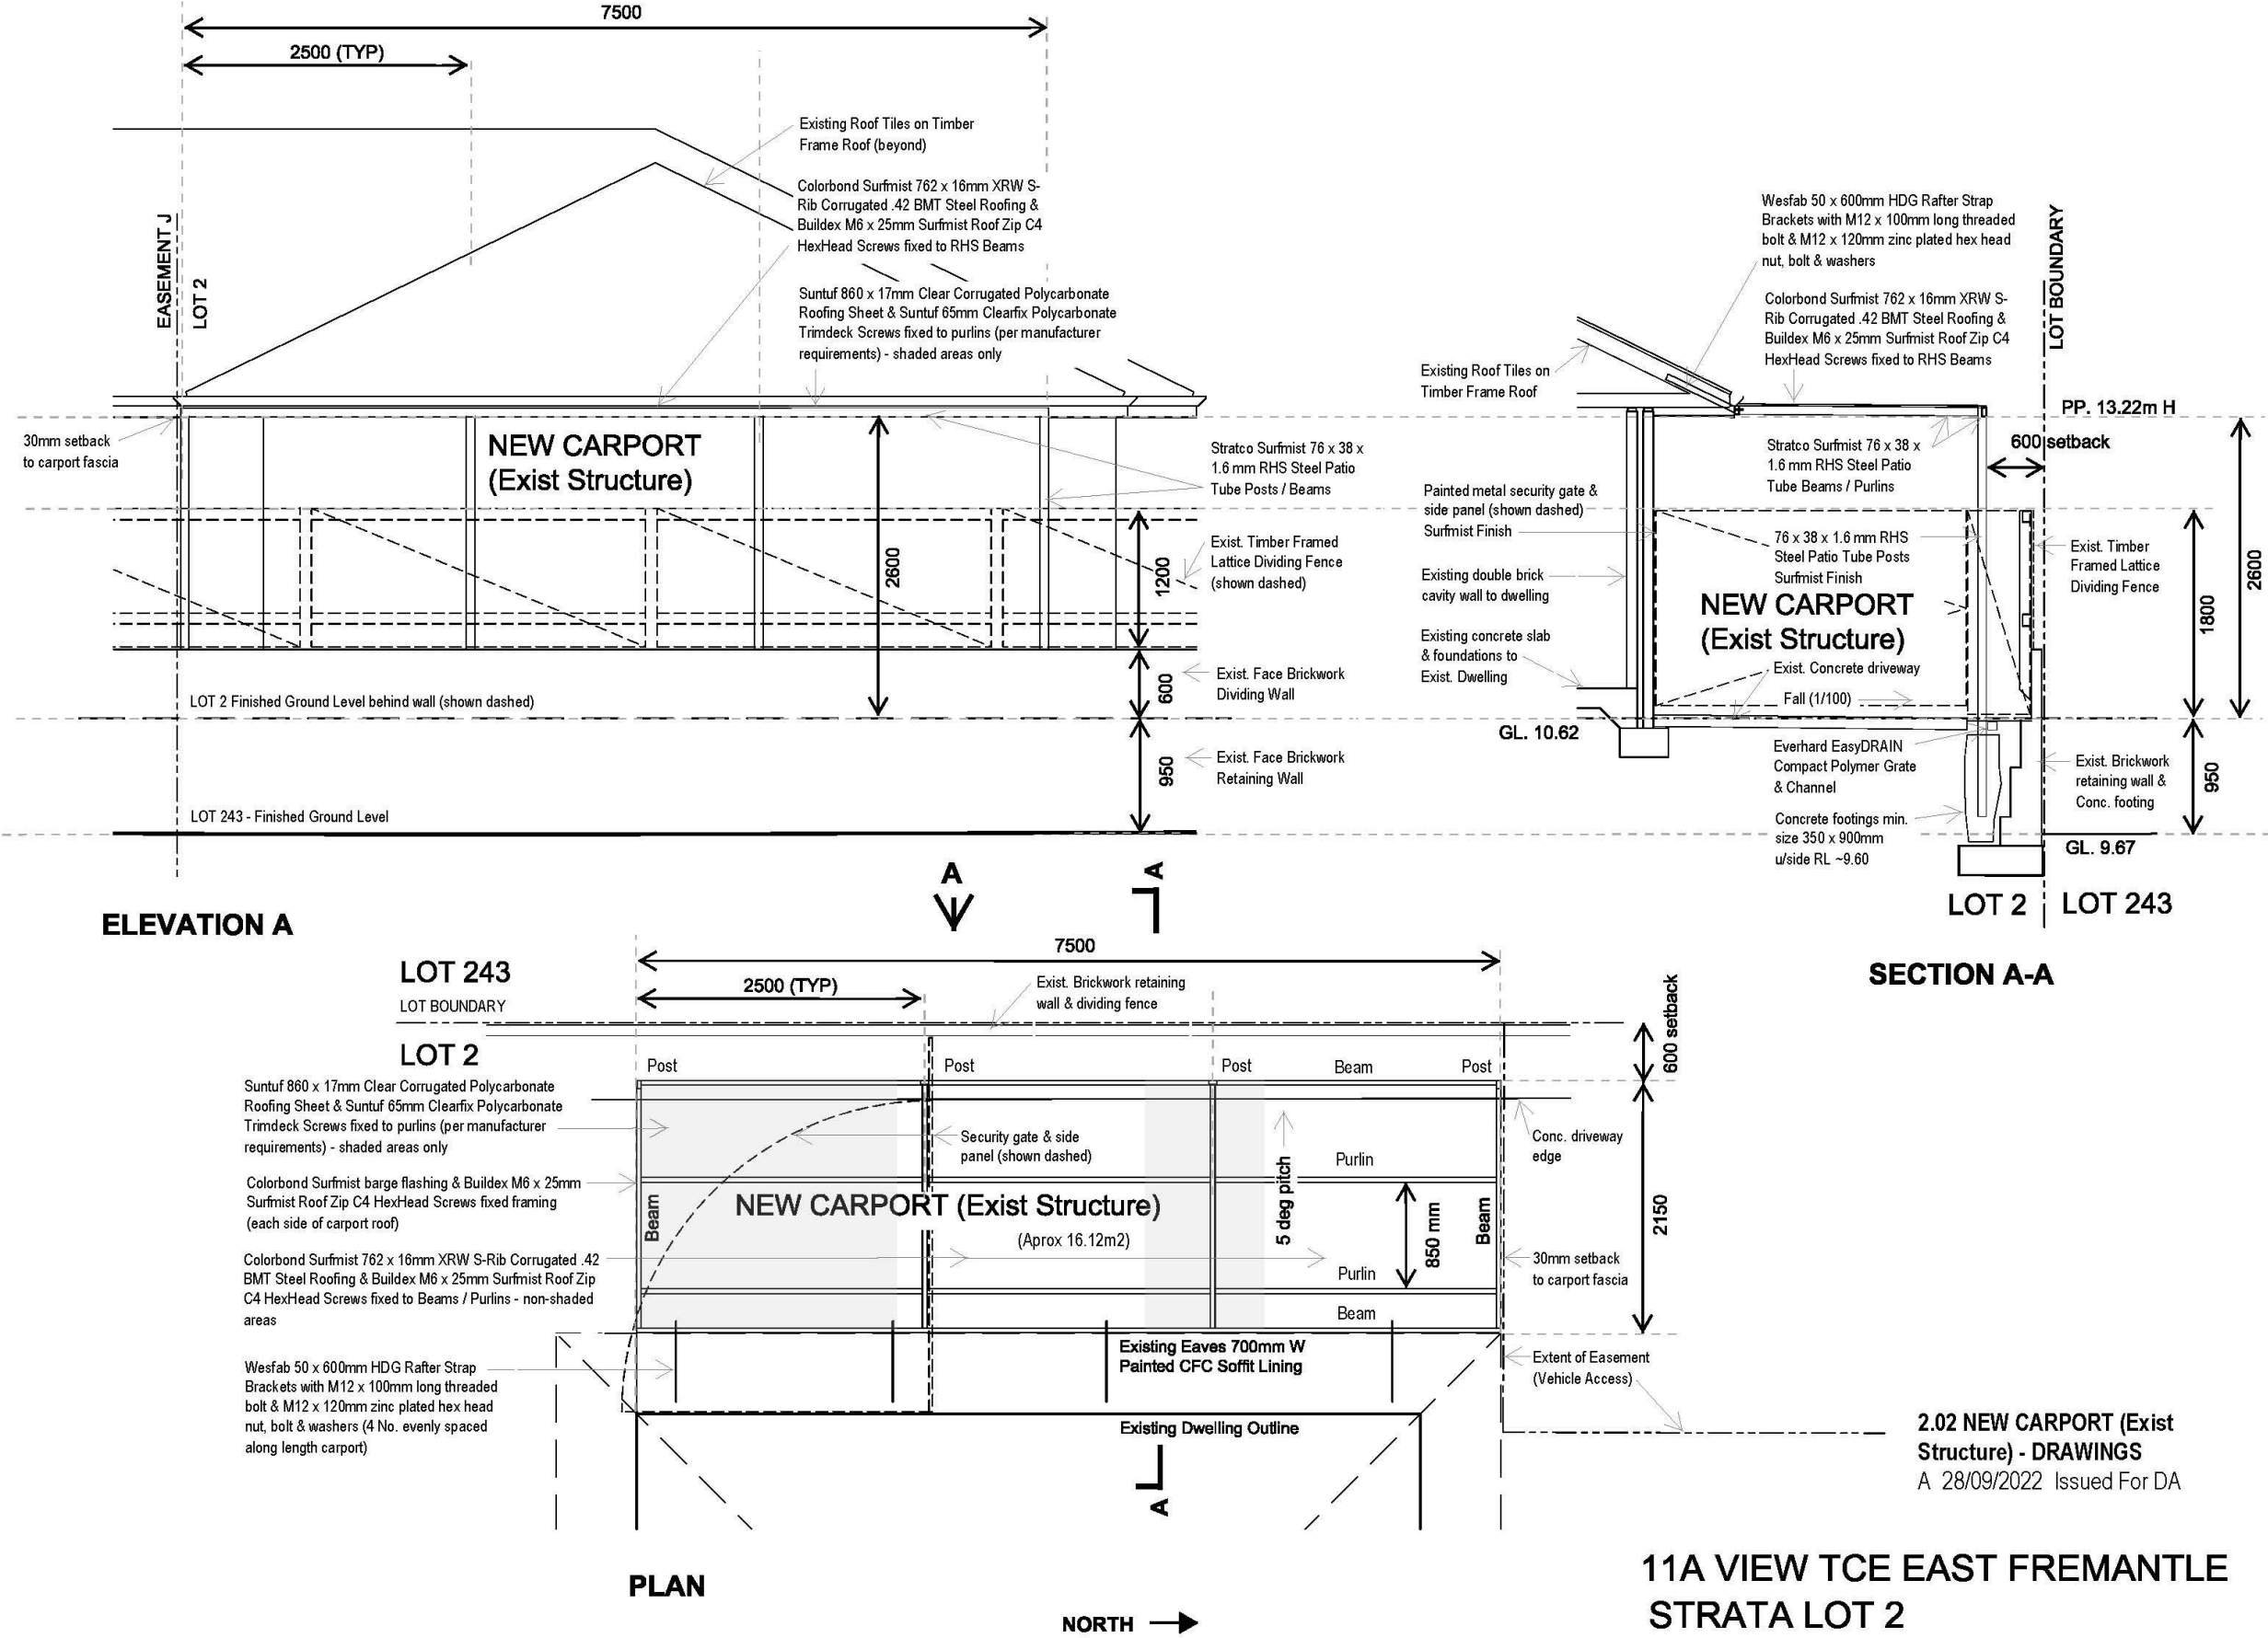 7500
2500 (TYP)
Existing Roof Tiles on Timber
Frame Roof (beyond)
Colorbond Surfmist 762 x 16mm XRW S-
Rib Corrugated .42 BMT Steel Roofing &
Buildex M6 x 25mm Surfmist Roof Zip C4
HexHead Screws fixed to RHS Beams
Suntuf 860 x 17mm Clear Corrugated Polycarbonate
Roofing Sheet & Suntuf 65mm Clearfix Polycarbonate
Trimdeck Screws fixed to purlins (per manufacturer
requirements) - shaded areas only
EASEMENT J
LOT 2
30mm setback
to carport fascia
NEW CARPORT
(Exist Structure)
2600
Stratco Surfmist 76 x 38 x
1.6 mm RHS Steel Patio
Tube Posts / Beams
Exist. Timber Framed
Lattice Dividing Fence
(shown dashed)
1200
600
Exist. Face Brickwork
Dividing Wall
950
Exist. Face Brickwork
Retaining Wall
LOT 2 Finished Ground Level behind wall (shown dashed)
LOT 243 - Finished Ground Level
ELEVATION A
A
A
Wesfab 50 x 600mm HDG Rafter Strap
Brackets with M12 x 100mm long threaded
bolt & M12 x 120mm zinc plated hex head
nut, bolt & washers
Colorbond Surfmist 762 x 16mm XRW S-
Rib Corrugated .42 BMT Steel Roofing &
Buildex M6 x 25mm Surfmist Roof Zip C4
HexHead Screws fixed to RHS Beams
LOT BOUNDARY
Existing Roof Tiles on
Timber Frame Roof
PP. 13.22m H
600 setback
Stratco Surfmist 76 x 38 x
1.6 mm RHS Steel Patio
Tube Beams / Purlins
Painted metal security gate &
side panel (shown dashed)
Surfmist Finish
76 x 38 x 1.6 mm RHS
Steel Patio Tube Posts
Surfmist Finish
Exist. Timber
Framed Lattice
Dividing Fence
Existing double brick
cavity wall to dwelling
NEW CARPORT
(Exist Structure)
1800
2600
Existing concrete slab
& foundations to
Exist. Dwelling
Exist. Concrete driveway
Fall (1/100)
GL. 10.62
Everhard EasyDRAIN
Compact Polymer Grate
& Channel
Exist. Brickwork
retaining wall &
Conc. footing
950
Concrete footings min.
size 350 x 900mm
u/side RL ~9.60
GL. 9.67
LOT 2
LOT 243
SECTION A-A
7500
2500 (TYP)
LOT 243
LOT BOUNDARY
LOT 2
Exist. Brickwork retaining
wall & dividing fence
600 setback
Post
Post
Post
Beam
Post
Suntuf 860 x 17mm Clear Corrugated Polycarbonate
Roofing Sheet & Suntuf 65mm Clearfix Polycarbonate
Trimdeck Screws fixed to purlins (per manufacturer
requirements) - shaded areas only
Security gate & side
panel (shown dashed)
Conc. driveway
edge
Purlin
5 deg pitch
Colorbond Surfmist barge flashing & Buildex M6 x 25mm
Surfmist Roof Zip C4 HexHead Screws fixed framing
(each side of carport roof)
Beam
NEW CARPORT (Exist Structure)
(Aprox 16.12m2)
850 mm
Beam
2150
Colorbond Surfmist 762 x 16mm XRW S-Rib Corrugated .42
BMT Steel Roofing & Buildex M6 x 25mm Surfmist Roof Zip
C4 HexHead Screws fixed to Beams / Purlins - non-shaded
areas
30mm setback
to carport fascia
Purlin
Beam
Existing Eaves 700mm W
Painted CFC Soffit Lining
Wesfab 50 x 600mm HDG Rafter Strap
Brackets with M12 x 100mm long threaded
bolt & M12 x 120mm zinc plated hex head
nut, bolt & washers (4 No. evenly spaced
along length carport)
Extent of Easement
(Vehicle Access)
Existing Dwelling Outline
A
PLAN
NORTH
2.02 NEW CARPORT (Exist
Structure) - DRAWINGS
A 28/09/2022 Issued For DA
11A VIEW TCE EAST FREMANTLE
STRATA LOT 2